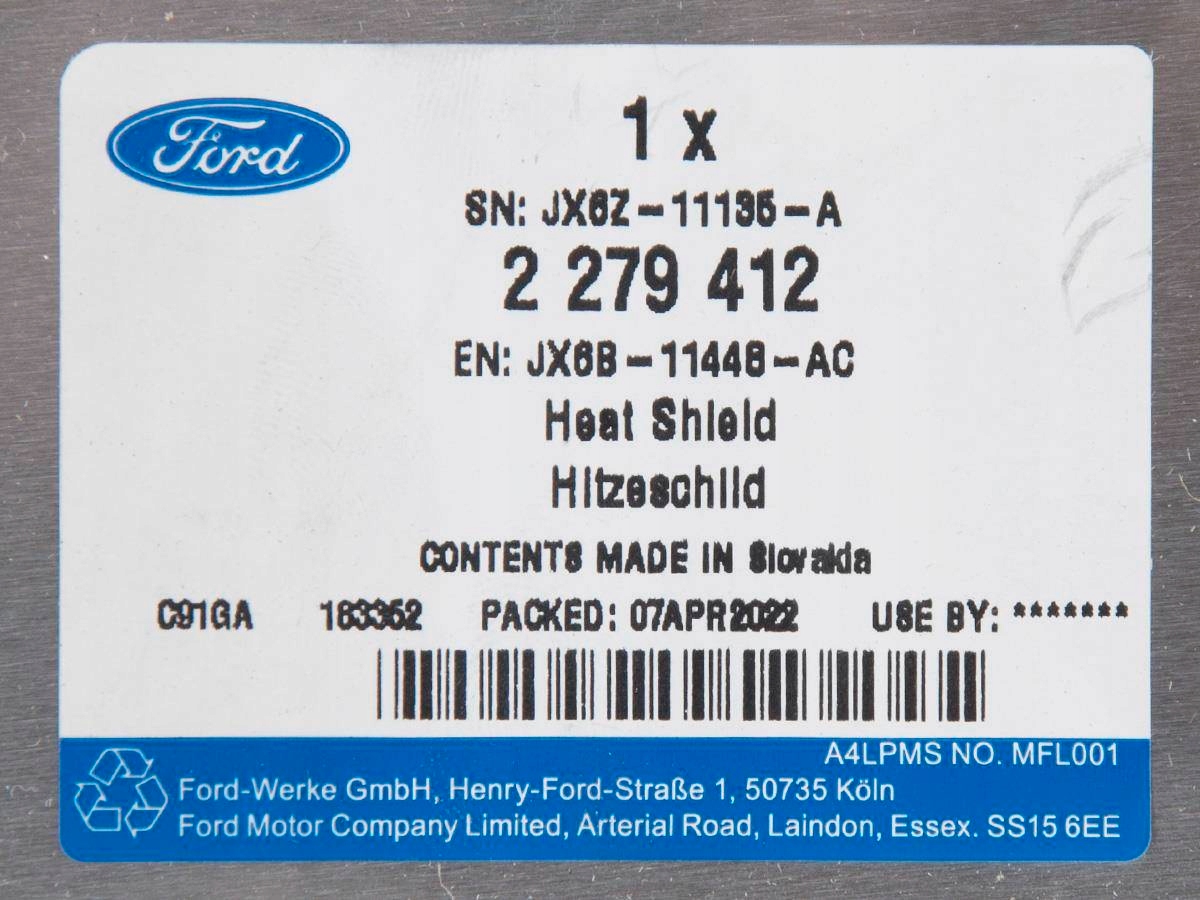 Ford
1 x
SN: JX6Z-11135-A
2 279 412
EN: JX6B-11448-AC
Heat Shield
Hitzeschild
CONTENTS MADE IN Slovakia
C91GA 183352 PACKED: 07APR2022 USE BY: *******
A4LPMS NO. MFL001
Ford-Werke GmbH, Henry-Ford-Straße 1, 50735 Köln
Ford Motor Company Limited, Arterial Road, Laindon, Essex. SS15 6EE